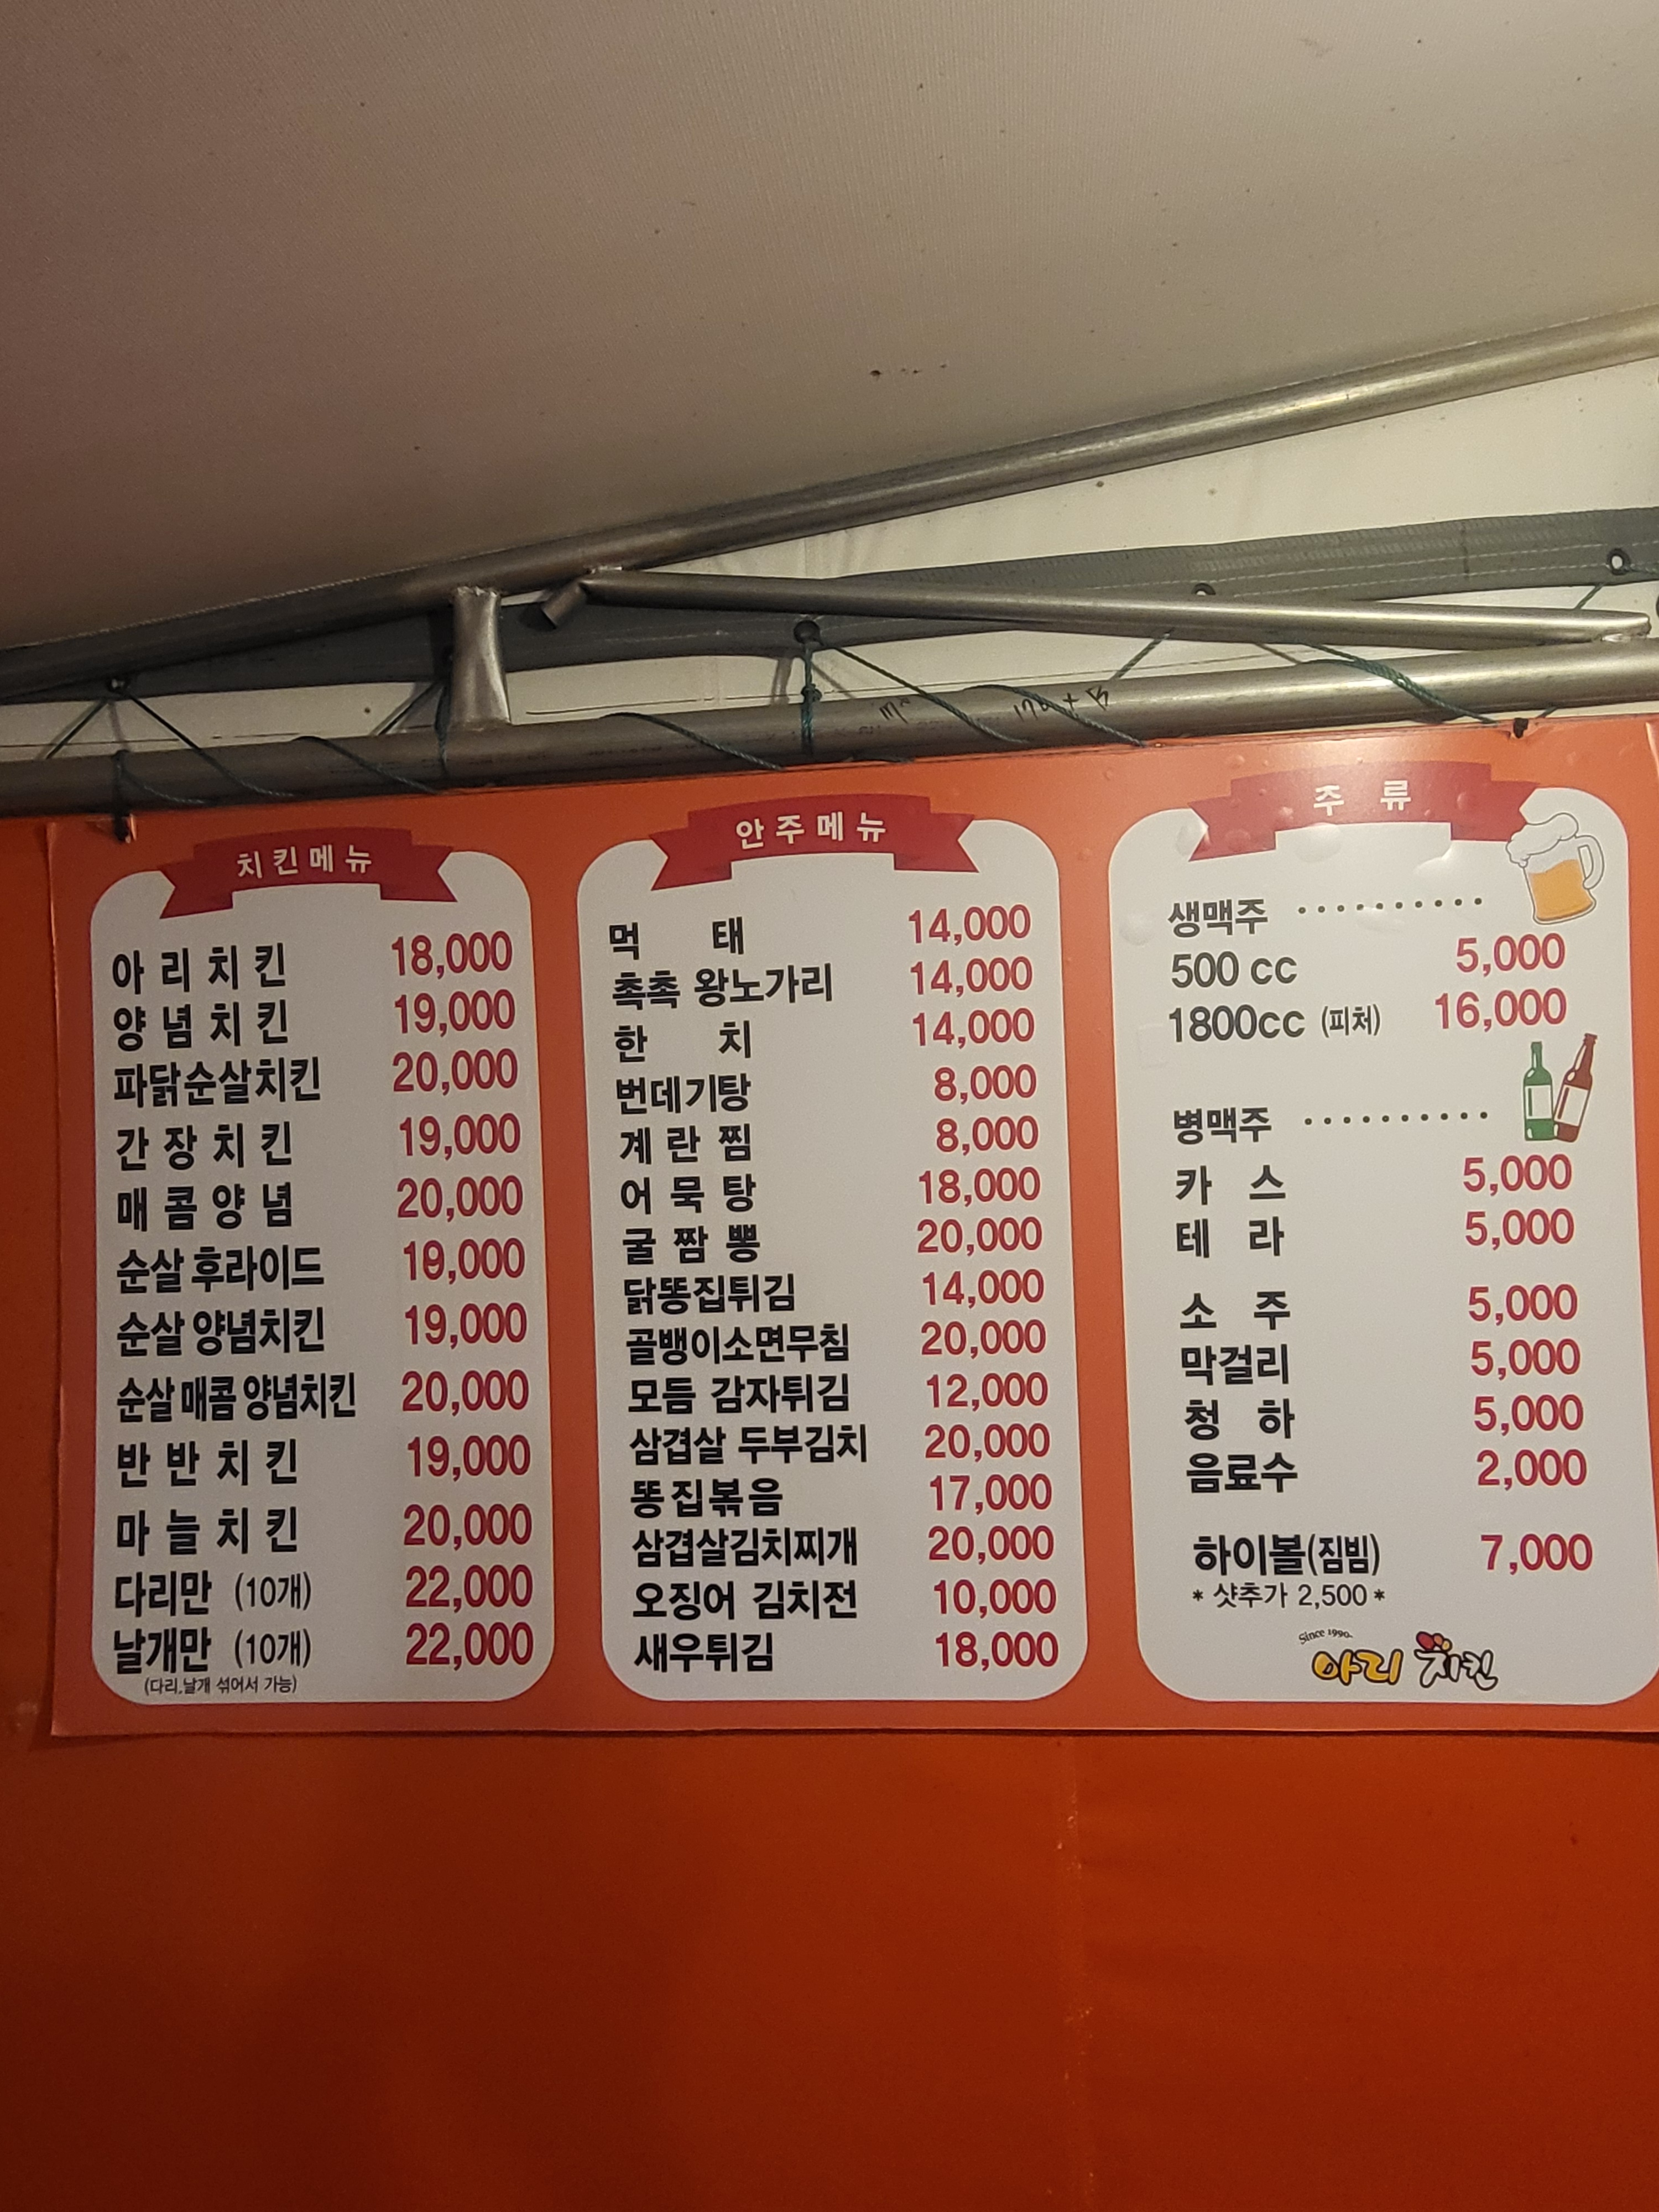 치킨메뉴
아리치킨 18,000
양념치킨 19,000
파닭순살치킨 20,000
간장치킨 19,000
매콤양념 20,000
순살후라이드 19,000
순살 양념치킨 19,000
순살매콤 양념치킨 20,000
반반치킨 19,000
마늘치킨 20,000
다리만 (10개) 22,000
날개만 (10개) 22,000
(다리,날개 섞어서 가능)
안주메뉴
먹태 14,000
촉촉 왕노가리 14,000
한치 14,000
번데기탕 8,000
계란찜 8,000
어묵탕 18,000
굴짬뽕 20,000
닭똥집튀김 14,000
골뱅이소면무침 20,000
모듬 감자튀김 12,000
삼겹살 두부김치 20,000
똥집볶음 17,000
삼겹살김치찌개 20,000
오징어 김치전 10,000
새우튀김 18,000
주류
생맥주 ··········
500 cc 5,000
1800cc (피처) 16,000
병맥주 ··········
카스 5,000
테라 5,000
소주 5,000
막걸리 5,000
청하 5,000
음료수 2,000
하이볼(짐빔) 7,000
* 샷추가 2,500 *
Since 1990.
아리 치킨